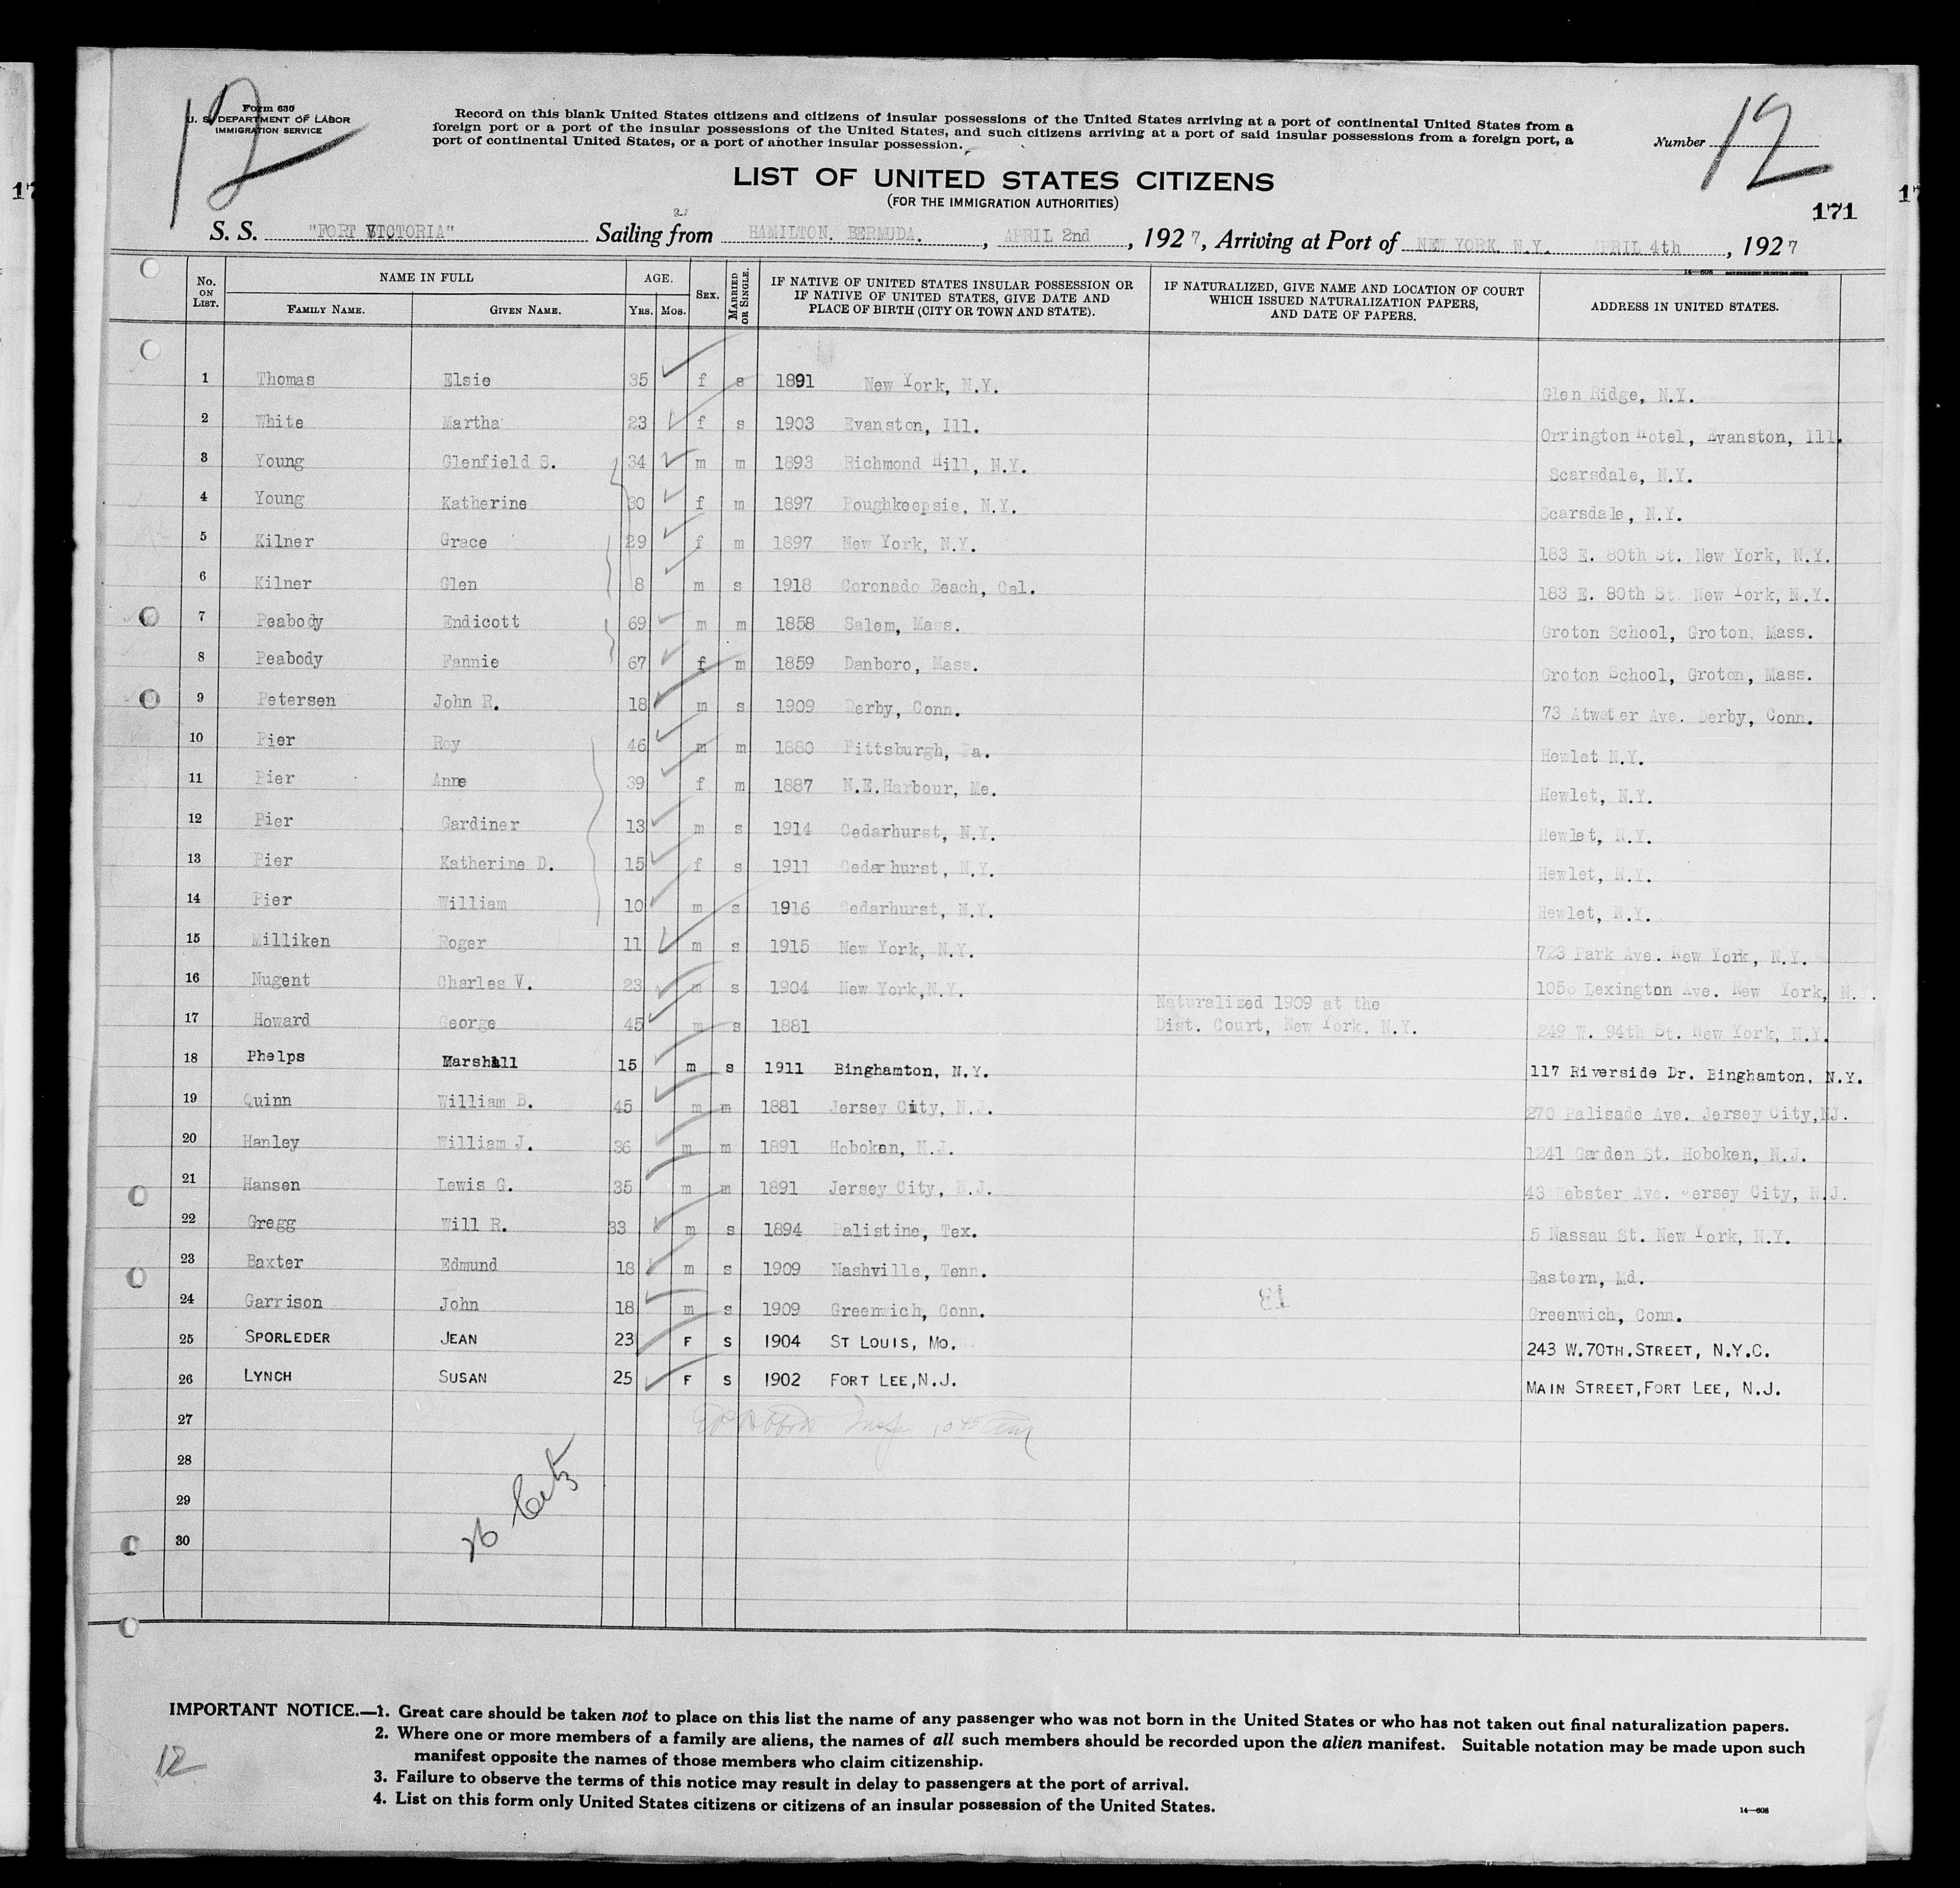 12
Form 630
U. S. DEPARTMENT OF LABOR
IMMIGRATION SERVICE
Record on this blank United States citizens and citizens of insular possessions of the United States arriving at a port of continental United States from a
foreign port or a port of the insular possessions of the United States, and such citizens arriving at a port of said insular possessions from a foreign port, a
port of continental United States, or a port of another insular possession.
Number 12
LIST OF UNITED STATES CITIZENS
(FOR THE IMMIGRATION AUTHORITIES)
171
S. S. "FORT VICTORIA" Sailing from HAMILTON. BERMUDA. , APRIL 2nd , 1927, Arriving at Port of NEW YORK. N.Y. APRIL 4th , 1927
No. ON LIST. NAME IN FULL FAMILY NAME. GIVEN NAME. AGE. YRS. MOS. SEX. MARRIED OR SINGLE. IF NATIVE OF UNITED STATES INSULAR POSSESSION OR IF NATIVE OF UNITED STATES, GIVE DATE AND PLACE OF BIRTH (CITY OR TOWN AND STATE). IF NATURALIZED, GIVE NAME AND LOCATION OF COURT WHICH ISSUED NATURALIZATION PAPERS, AND DATE OF PAPERS. ADDRESS IN UNITED STATES.
1 Thomas Elsie 35 f s 1891 New York, N.Y. Glen Ridge, N.Y.
2 White Martha 23 f s 1903 Evanston, Ill. Orrington Hotel, Evanston, Ill.
3 Young Glenfield S. 34 m m 1893 Richmond Hill, N.Y. Scarsdale, N.Y.
4 Young Katherine 30 f m 1897 Poughkeepsie, N.Y. Scarsdale, N.Y.
5 Kilner Grace 29 f m 1897 New York, N.Y. 183 E. 80th St. New York, N.Y.
6 Kilner Glen 8 m s 1918 Coronado Beach, Cal. 183 E. 80th St. New York, N.Y.
7 Peabody Endicott 69 m m 1858 Salem, Mass. Groton School, Groton, Mass.
8 Peabody Fannie 67 f m 1859 Danboro, Mass. Groton School, Groton, Mass.
9 Petersen John R. 18 m s 1909 Derby, Conn. 73 Atwater Ave. Derby, Conn.
10 Pier Roy 46 m m 1880 Pittsburgh, Pa. Hewlet N.Y.
11 Pier Anne 39 f m 1887 N.E.Harbour, Me. Hewlet, N.Y.
12 Pier Gardiner 13 m s 1914 Cedarhurst, N.Y. Hewlet, N.Y.
13 Pier Katherine D. 15 f s 1911 Cedarhurst, N.Y. Hewlet, N.Y.
14 Pier William 10 m s 1916 Cedarhurst, N.Y. Hewlet, N.Y.
15 Milliken Roger 11 m s 1915 New York, N.Y. 723 Park Ave. New York, N.Y.
16 Nugent Charles V. 23 m s 1904 New York,N.Y. Lexington Ave. New York, N.Y.
17 Howard George 45 m s 1881 Naturalized 1909 at the Dist. Court, New York, N.Y. 249 W. 94th St. New York, N.Y.
18 Phelps Marshall 15 m s 1911 Binghamton, N.Y. 117 Riverside Dr. Binghamton, N.Y.
19 Quinn William B. 45 m m 1881 Jersey City, N.J. 270 Palisade Ave. Jersey City,NJ.
20 Hanley William J. 36 m m 1891 Hoboken, N.J. 1241 Garden St. Hoboken, N.J.
21 Hansen Lewis G. 35 m m 1891 Jersey City, N.J. 43 Webster Ave. Jersey City, N.J.
22 Gregg Will R. 33 m s 1894 Palistine, Tex. 5 Nassau St. New York, N.Y.
23 Baxter Edmund 18 m s 1909 Nashville, Tenn. Eastern, Md.
24 Garrison John 18 m s 1909 Greenwich, Conn. Greenwich, Conn.
25 SPORLEDER JEAN 23 F S 1904 ST LOUIS, MO. 243 W.70TH.STREET, N.Y.C.
26 LYNCH SUSAN 25 F S 1902 FORT LEE,N.J. MAIN STREET,FORT LEE, N.J.
27
28
29
30
26 Citz
IMPORTANT NOTICE.—1. Great care should be taken not to place on this list the name of any passenger who was not born in the United States or who has not taken out final naturalization papers.
2. Where one or more members of a family are aliens, the names of all such members should be recorded upon the alien manifest. Suitable notation may be made upon such
manifest opposite the names of those members who claim citizenship.
3. Failure to observe the terms of this notice may result in delay to passengers at the port of arrival.
4. List on this form only United States citizens or citizens of an insular possession of the United States.
12
14—608